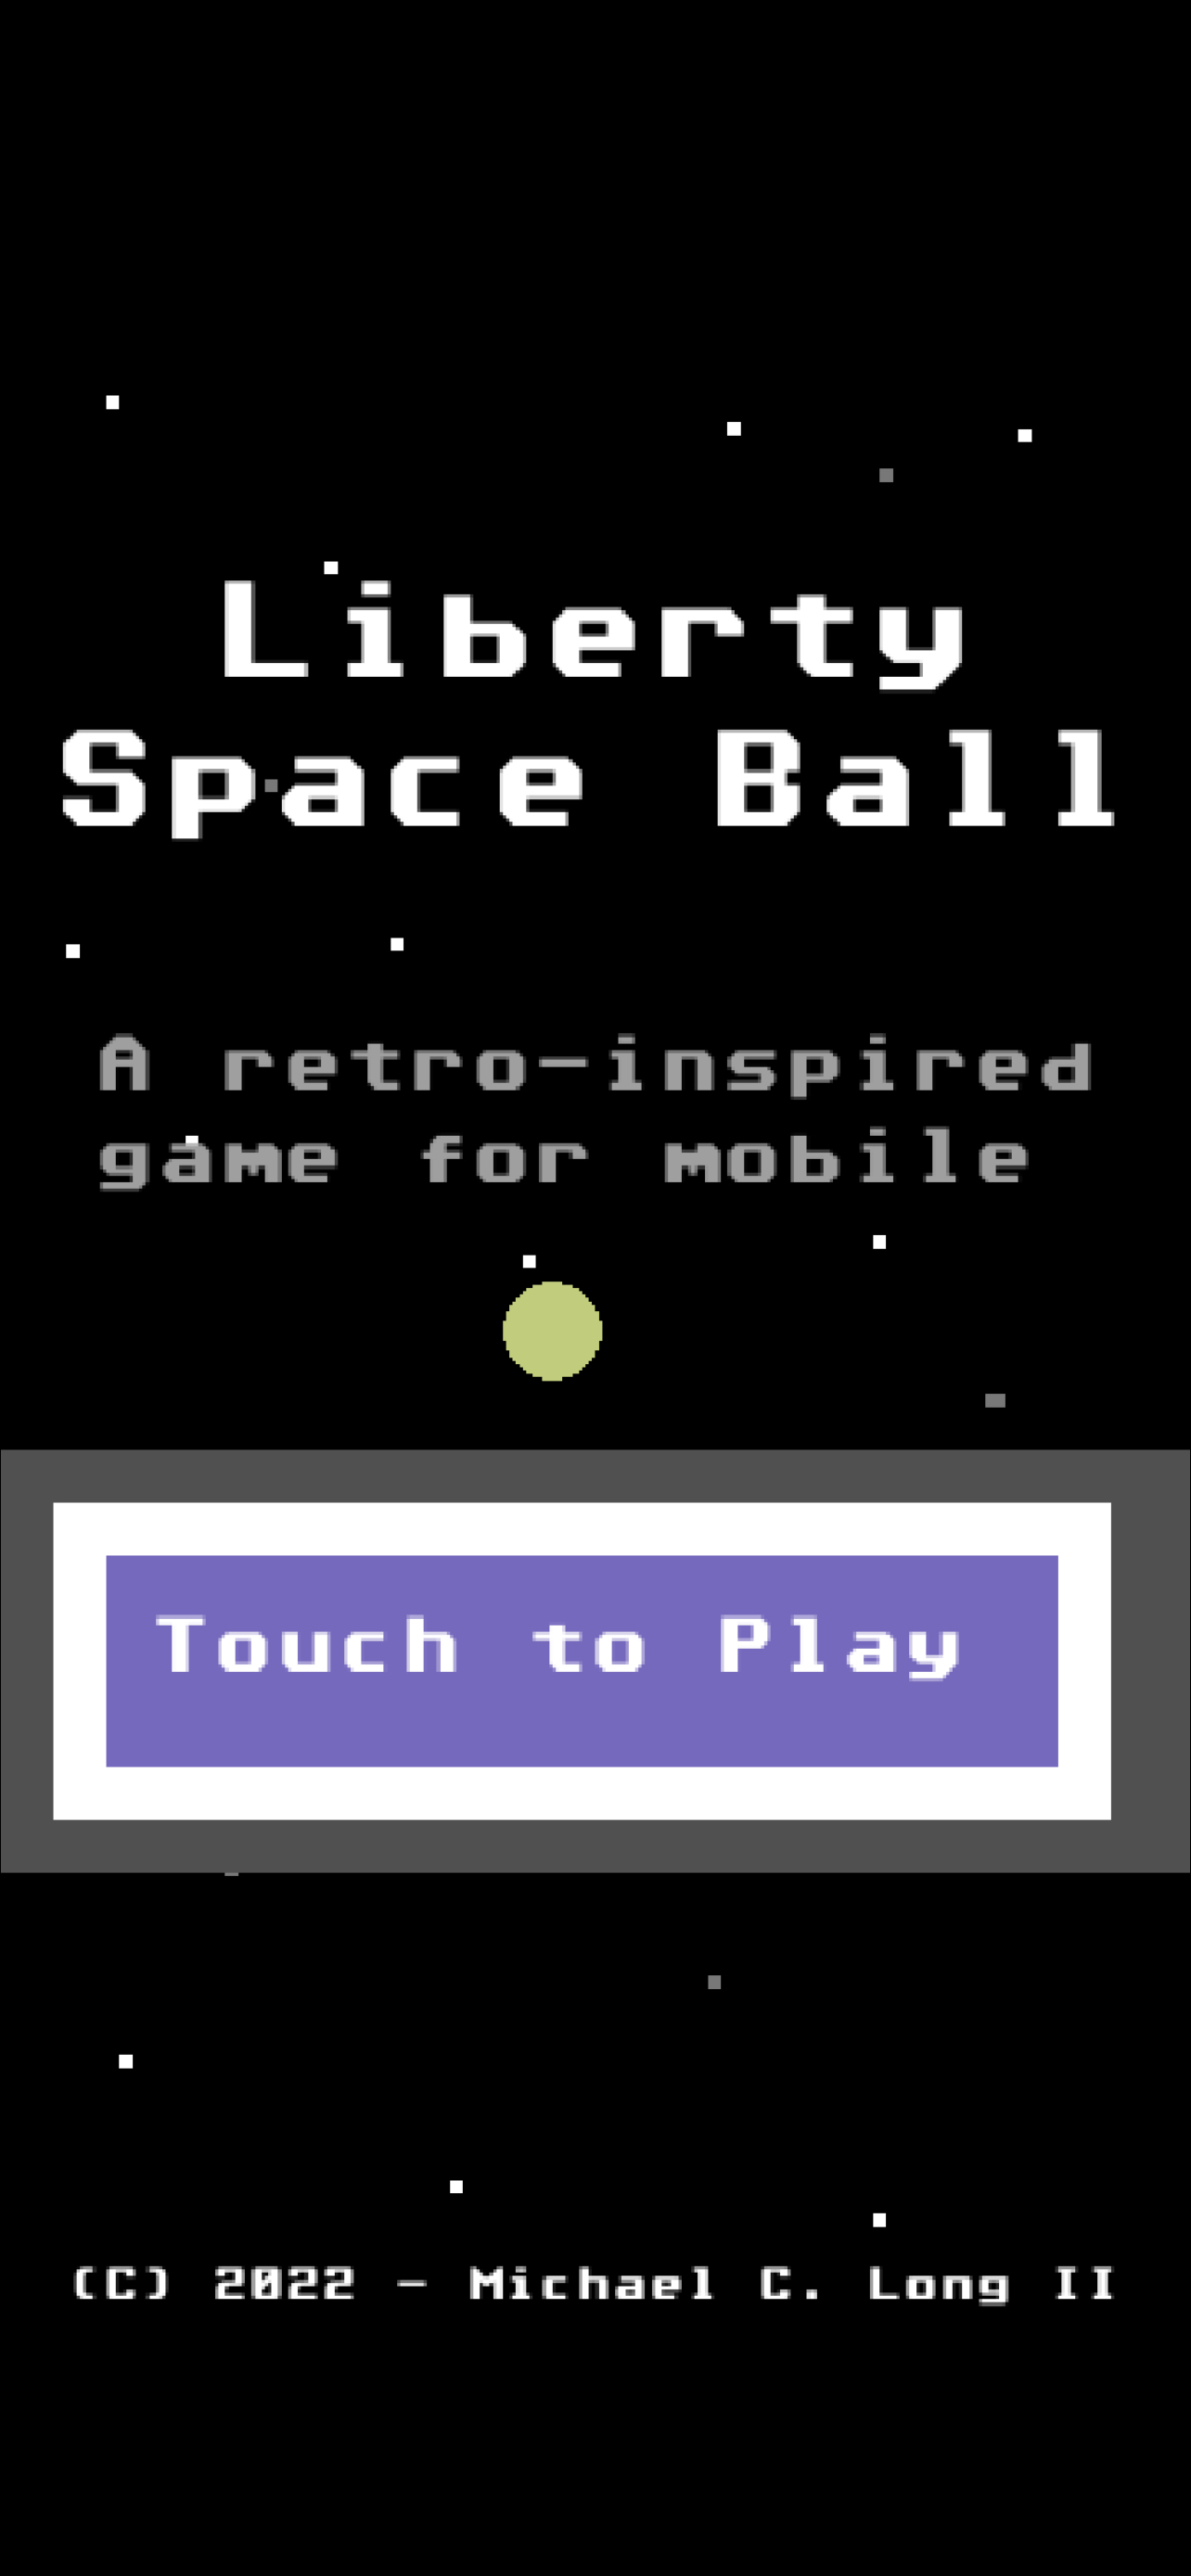 Liberty
Space Ball
A retro-inspired
game for mobile
Touch to Play
(C) 2022 - Michael C. Long II